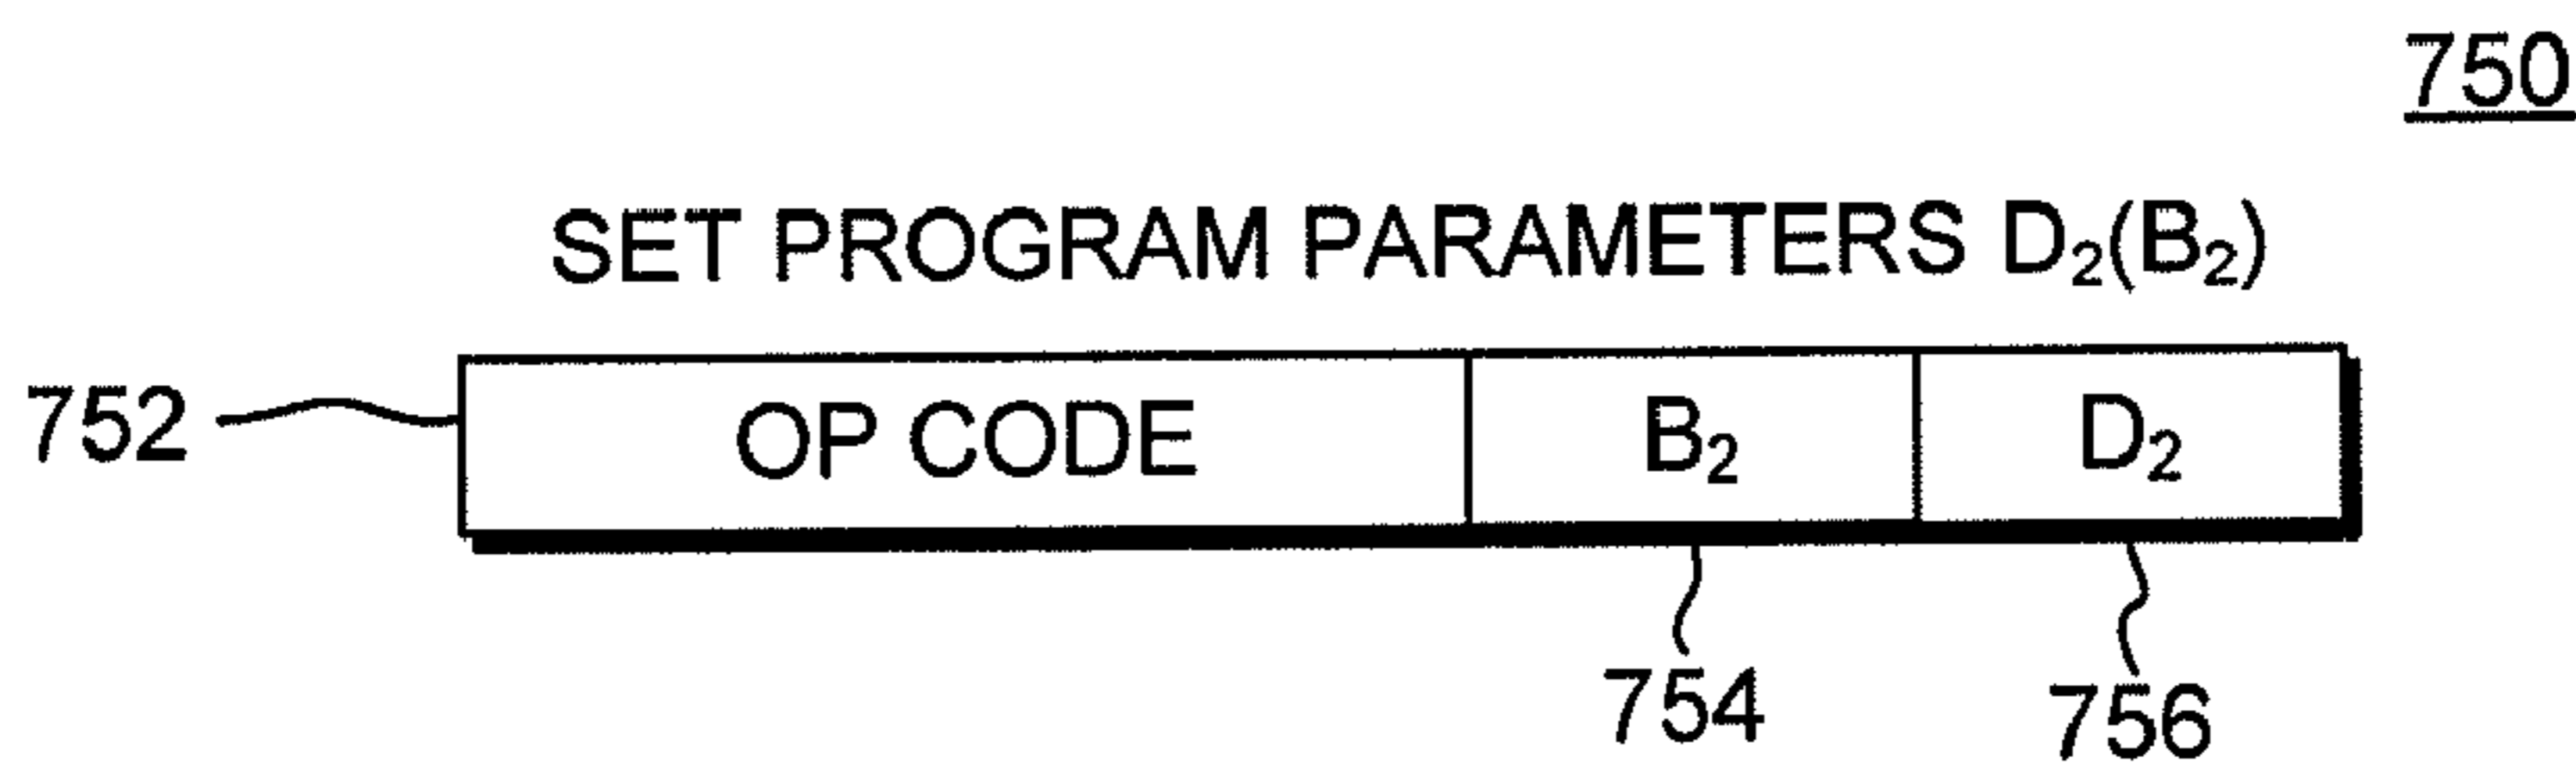 750
SET PROGRAM PARAMETERS D₂(B₂)
752 OP CODE B₂ D₂
754 756